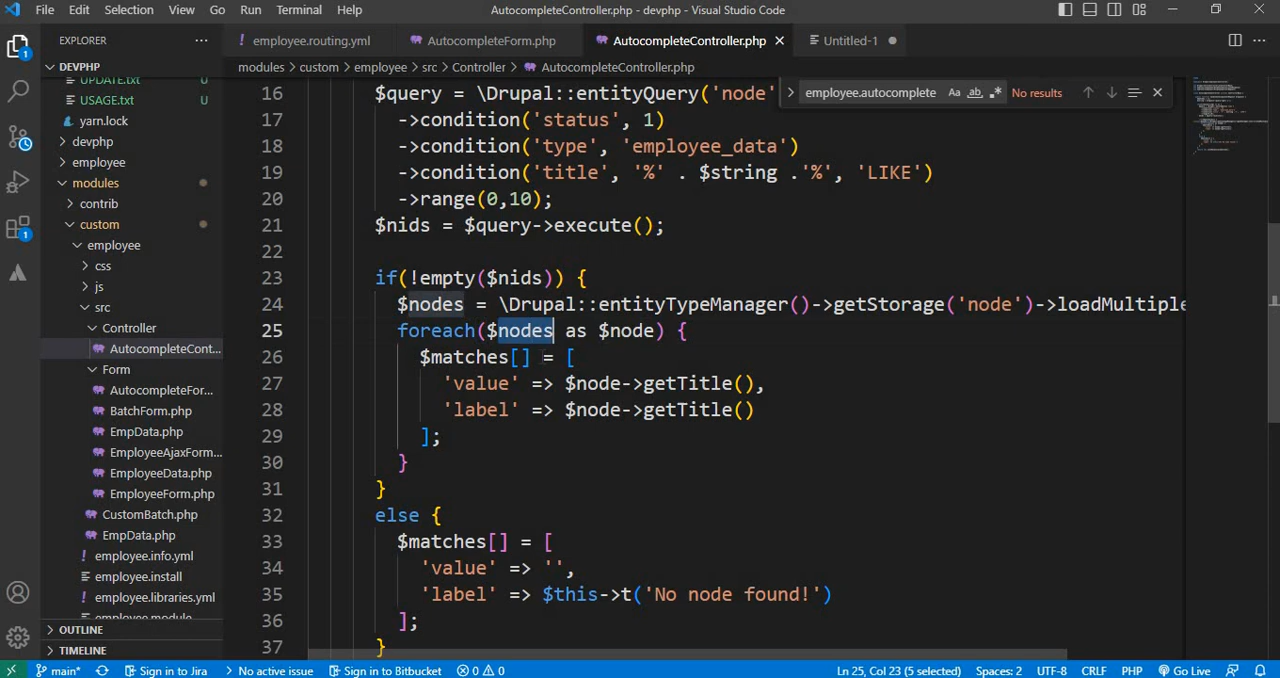 File Edit Selection View Go Run Terminal Help AutocompleteController.php - devphp - Visual Studio Code
EXPLORER
DEVPHP
UPDATE.txt U
USAGE.txt U
yarn.lock
devphp
employee
modules
contrib
custom
employee
css
js
src
Controller
AutocompleteCont...
Form
AutocompleteFor...
BatchForm.php
EmpData.php
EmployeeAjaxForm...
EmployeeData.php
EmployeeForm.php
CustomBatch.php
EmpData.php
employee.info.yml
employee.install
employee.libraries.yml
employee.module
OUTLINE
TIMELINE
1
1
employee.routing.yml AutocompleteForm.php AutocompleteController.php Untitled-1
modules > custom > employee > src > Controller > AutocompleteController.php
employee.autocomplete Aa ab No results
16 $query = \Drupal::entityQuery('node'
17 ->condition('status', 1)
18 ->condition('type', 'employee_data')
19 ->condition('title', '%' . $string .'%', 'LIKE')
20 ->range(0,10);
21 $nids = $query->execute();
22
23 if(!empty($nids)) {
24 $nodes = \Drupal::entityTypeManager()->getStorage('node')->loadMultiple
25 foreach($nodes as $node) {
26 $matches[] = [
27 'value' => $node->getTitle(),
28 'label' => $node->getTitle()
29 ];
30 }
31 }
32 else {
33 $matches[] = [
34 'value' => '',
35 'label' => $this->t('No node found!')
36 ];
37 }
main* Sign in to Jira No active issue Sign in to Bitbucket 0 0 Ln 25, Col 23 (5 selected) Spaces: 2 UTF-8 CRLF PHP Go Live